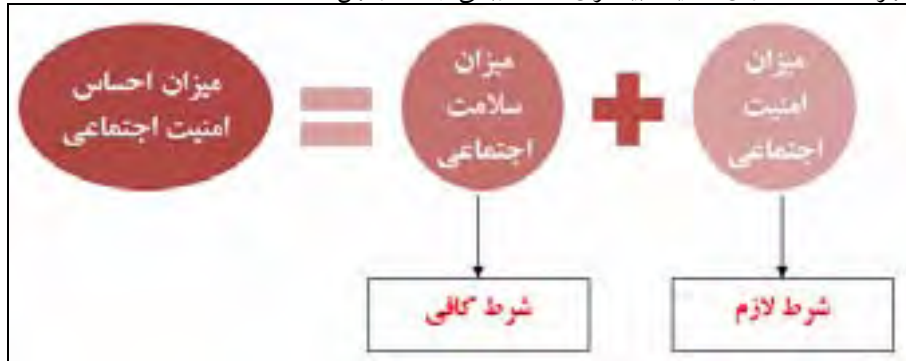 میزان
امنیت
اجتماعی
میزان
سلامت
اجتماعی
میزان احساس
امنیت اجتماعی
شرط لازم
شرط کافی